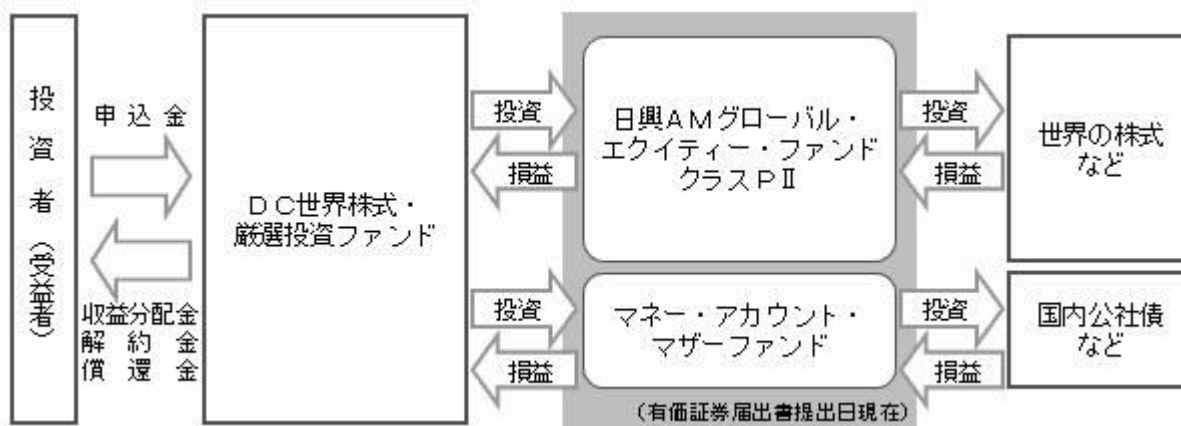 投資者(受益者)
申込金
収益分配金
解約金
償還金
DC世界株式・
厳選投資ファンド
投資
損益
投資
損益
日興AMグローバル・
エクイティー・ファンド
クラスPⅡ
マネー・アカウント・
マザーファンド
(有価証券届出書提出日現在)
投資
損益
投資
損益
世界の株式
など
国内公社債
など